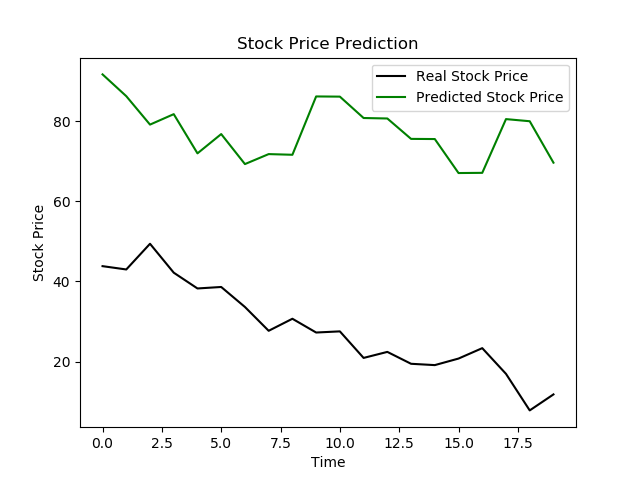 Stock Price Prediction
Real Stock Price
Predicted Stock Price
80
60
40
20
Stock Price
0.0 2.5 5.0 7.5 10.0 12.5 15.0 17.5
Time